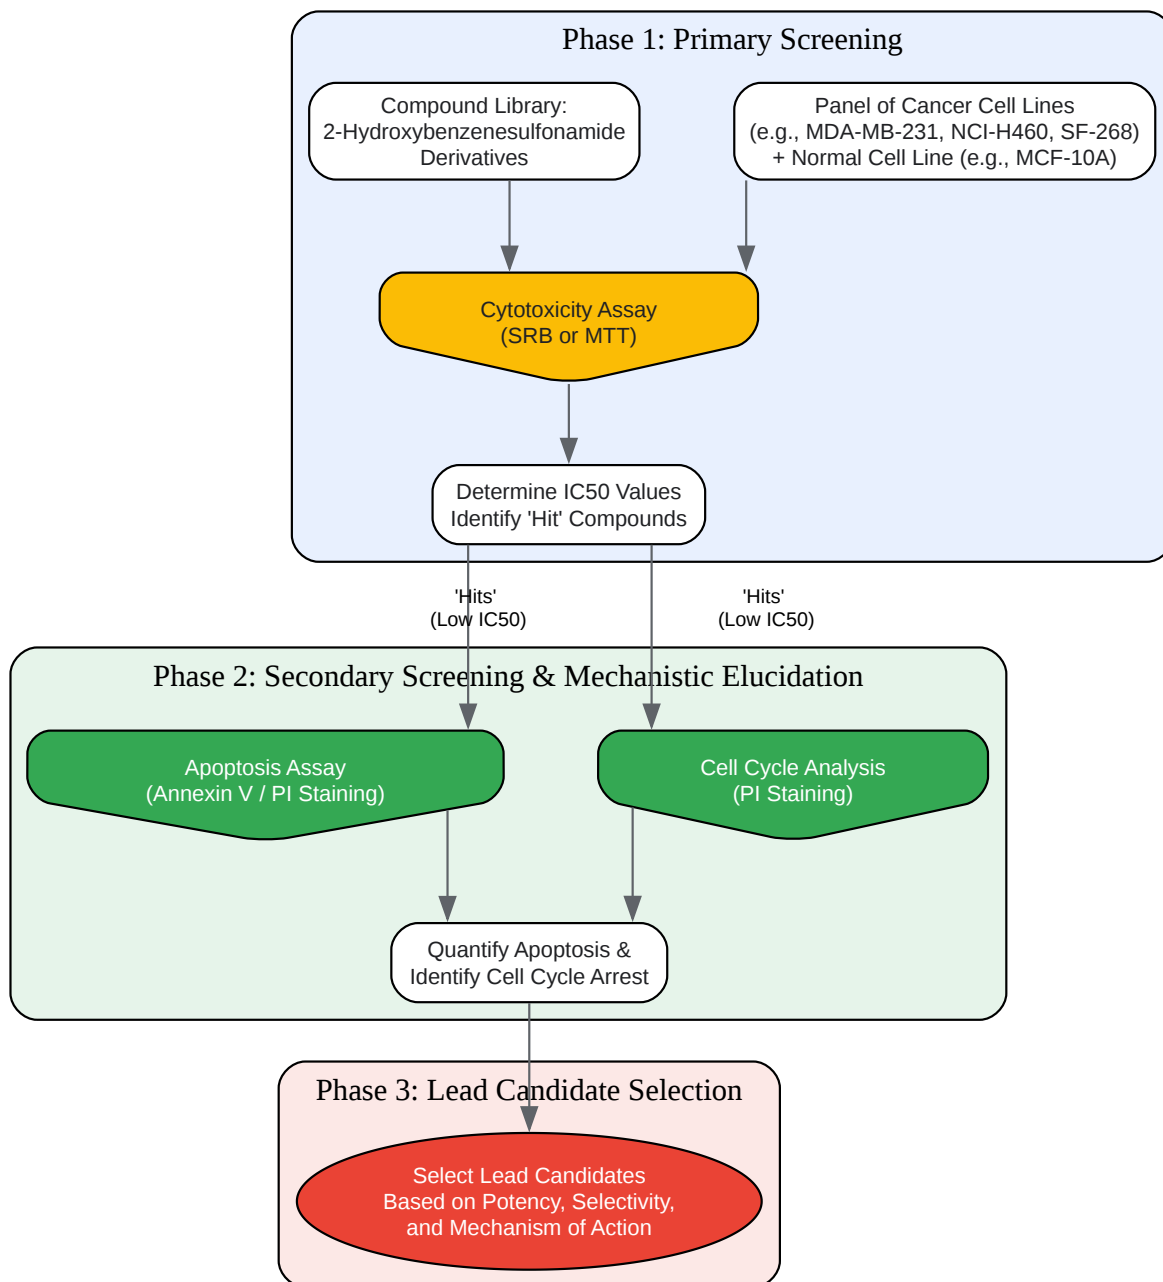 Phase 1: Primary Screening
Compound Library:
2-Hydroxybenzenesulfonamide
Derivatives
Panel of Cancer Cell Lines
(e.g., MDA-MB-231, NCI-H460, SF-268)
+ Normal Cell Line (e.g., MCF-10A)
Cytotoxicity Assay
(SRB or MTT)
Determine IC50 Values
Identify 'Hit' Compounds
'Hits'
(Low IC50)
'Hits'
(Low IC50)
Phase 2: Secondary Screening & Mechanistic Elucidation
Apoptosis Assay
(Annexin V / PI Staining)
Cell Cycle Analysis
(PI Staining)
Quantify Apoptosis &
Identify Cell Cycle Arrest
Phase 3: Lead Candidate Selection
Select Lead Candidates
Based on Potency, Selectivity,
and Mechanism of Action